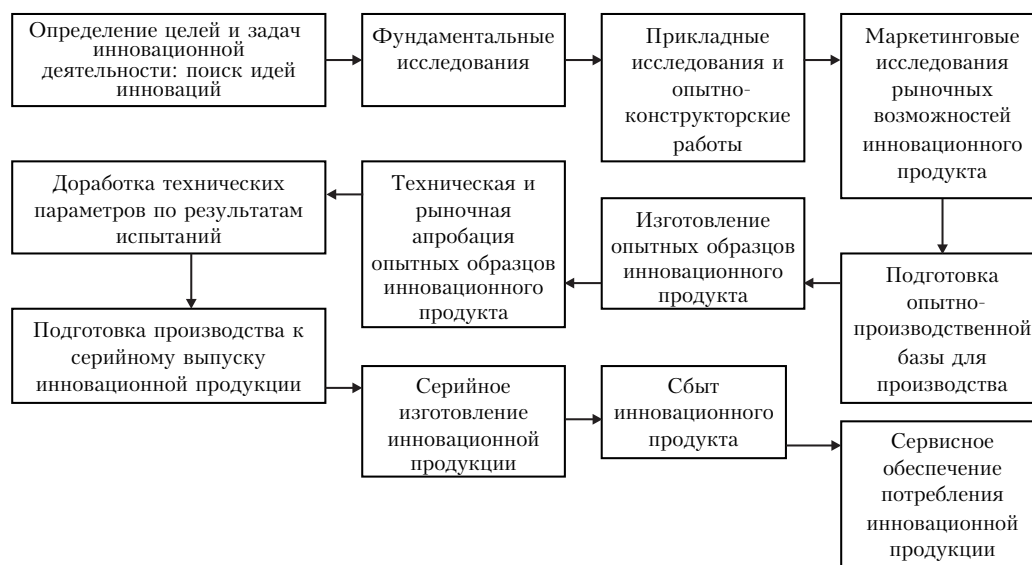 Определение целей и задач
инновационной
деятельности: поиск идей
инноваций
Фундаментальные
исследования
Прикладные
исследования и
опытно-
конструкторские
работы
Маркетинговые
исследования
рыночных
возможностей
инновационного
продукта
Подготовка
опытно-
производственной
базы для
производства
Изготовление
опытных образцов
инновационного
продукта
Техническая и
рыночная
апробация
опытных образцов
инновационного
продукта
Доработка технических
параметров по результатам
испытаний
Подготовка производства к
серийному выпуску
инновационной продукции
Серийное
изготовление
инновационной
продукции
Сбыт
инновационного
продукта
Сервисное
обеспечение
потребления
инновационной
продукции